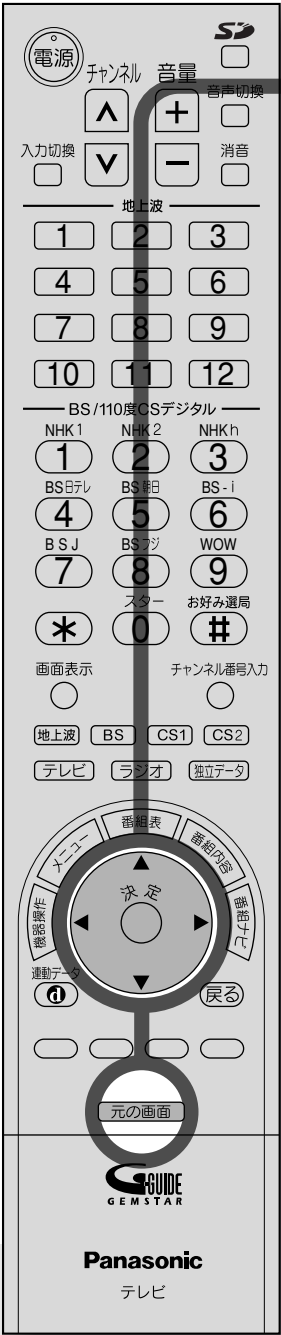 電源
SD
チャンネル 音量
音声切換
∧ +
入力切換 ∨ − 消音
地上波
1 2 3
4 5 6
7 8 9
10 11 12
BS/110度CSデジタル
NHK1 NHK2 NHKh
1 2 3
BS日テレ BS朝日 BS-i
4 5 6
BSJ BSフジ WOW
7 8 9
スター お好み選局
* 0 #
画面表示 チャンネル番号入力
地上波 BS CS1 CS2
テレビ ラジオ 独立データ
機器操作 メニュー 番組表 番組内容 番組ナビ
決定
連動データ
d 戻る
元の画面
G-GUIDE
GEMSTAR
Panasonic
テレビ